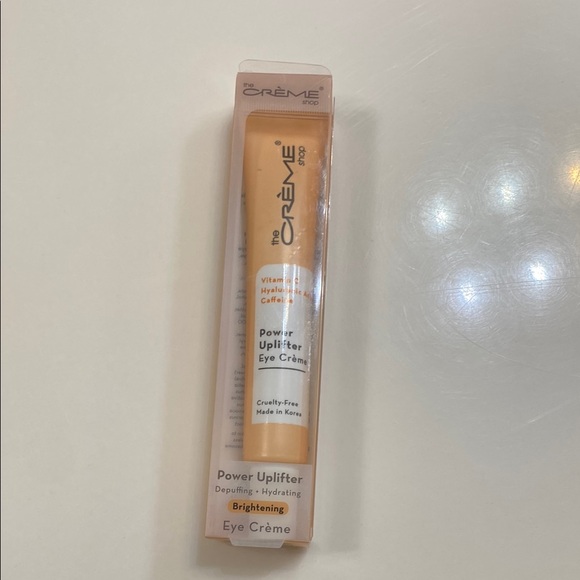 the
CRÈME®
shop
the
CRÈME®
shop
Vitamin C
Hyaluronic
Caffeine
Power
Uplifter
Eye Crème
Cruelty-Free
Made in Korea
Power Uplifter
Depuffing + Hydrating
Brightening
Eye Crème